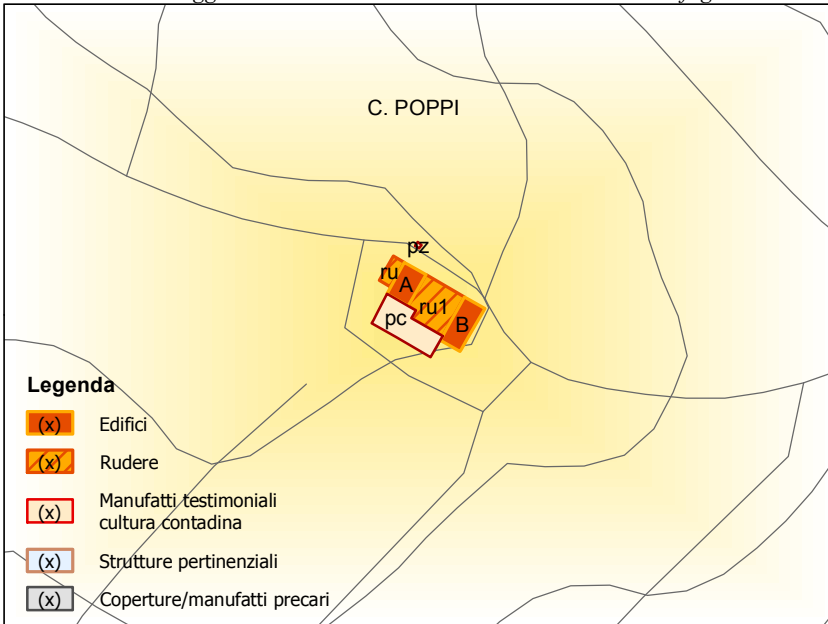 C. POPPI
pz
ru
A
ru1
pc
B
Legenda
(x) Edifici
(x) Rudere
(x) Manufatti testimoniali
cultura contadina
(x) Strutture pertinenziali
(x) Coperture/manufatti precari